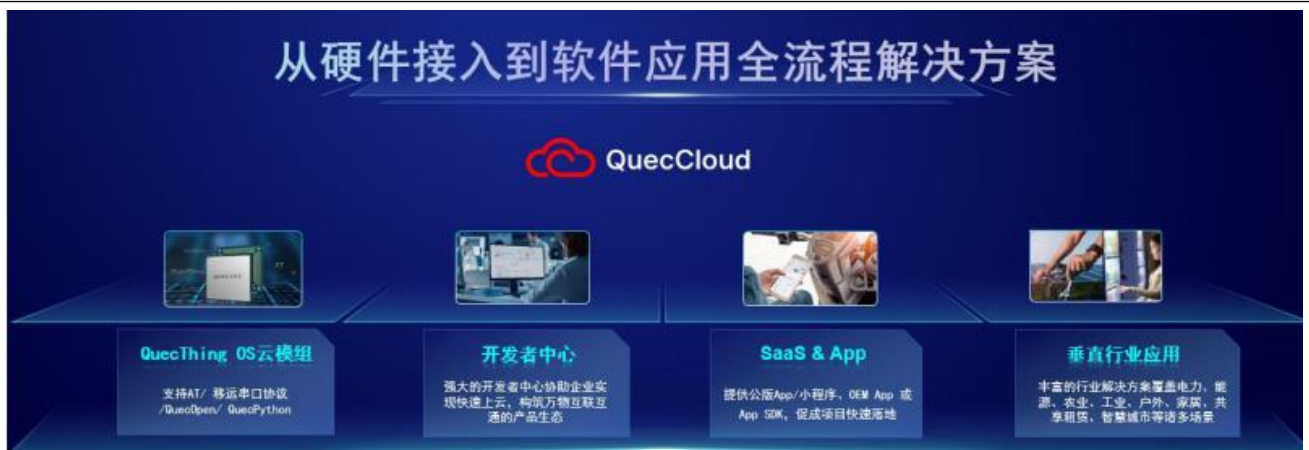 从硬件接入到软件应用全流程解决方案
QuecCloud
QuecThing OS云模组
支持AT/ 移远串口协议
/QuecOpen/ QuecPython
开发者中心
强大的开发者中心协助企业实
现快速上云，构筑万物互联互
通的产品生态
SaaS & App
提供公版App/小程序、OEM App 或
App SDK，促成项目快速落地
垂直行业应用
丰富的行业解决方案覆盖电力、能
源、农业、工业、户外、家居、共
享租赁、智慧城市等诸多场景